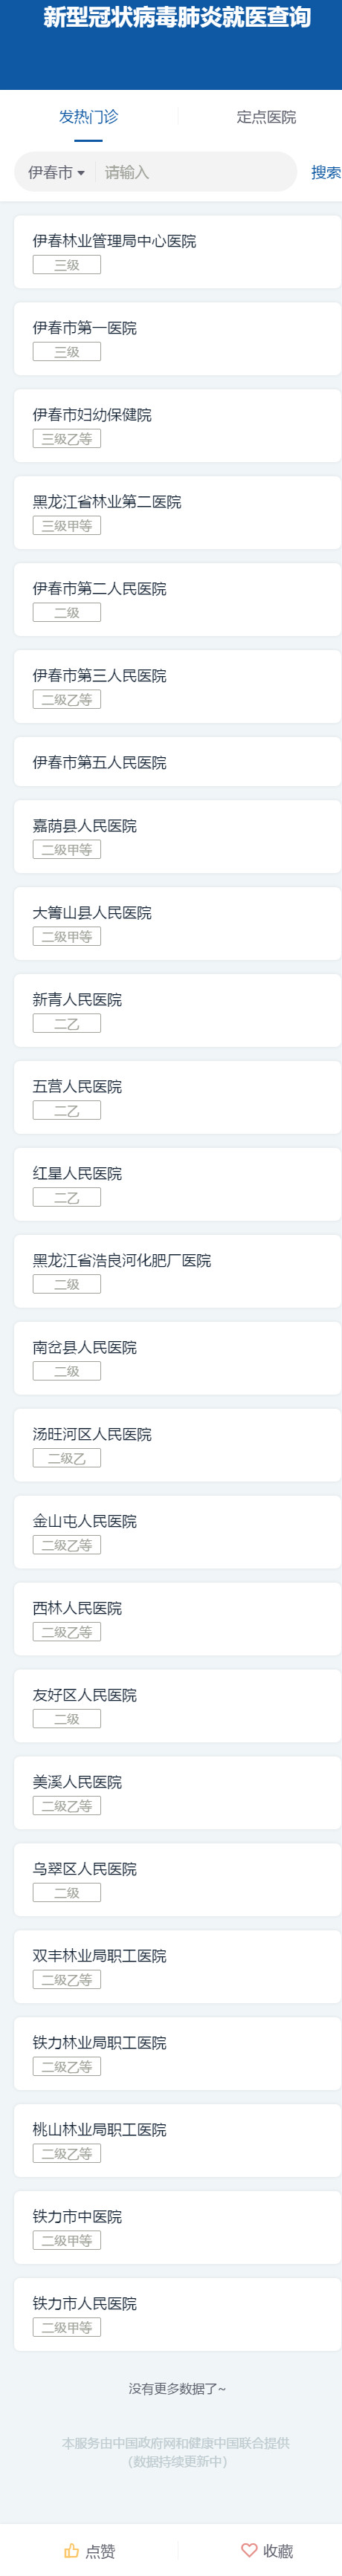 新型冠状病毒肺炎就医查询
发热门诊 定点医院
伊春市 请输入 搜索
伊春林业管理局中心医院
三级
伊春市第一医院
三级
伊春市妇幼保健院
三级乙等
黑龙江省林业第二医院
三级甲等
伊春市第二人民医院
二级
伊春市第三人民医院
二级乙等
伊春市第五人民医院
嘉荫县人民医院
二级甲等
大箐山县人民医院
二级甲等
新青人民医院
二乙
五营人民医院
二乙
红星人民医院
二乙
黑龙江省浩良河化肥厂医院
二级
南岔县人民医院
二级
汤旺河区人民医院
二级乙
金山屯人民医院
二级乙等
西林人民医院
二级乙等
友好区人民医院
二级
美溪人民医院
二级乙等
乌翠区人民医院
二级
双丰林业局职工医院
二级乙等
铁力林业局职工医院
二级乙等
桃山林业局职工医院
二级乙等
铁力市中医院
二级甲等
铁力市人民医院
二级甲等
没有更多数据了~
本服务由中国政府网和健康中国联合提供
(数据持续更新中)
点赞 收藏